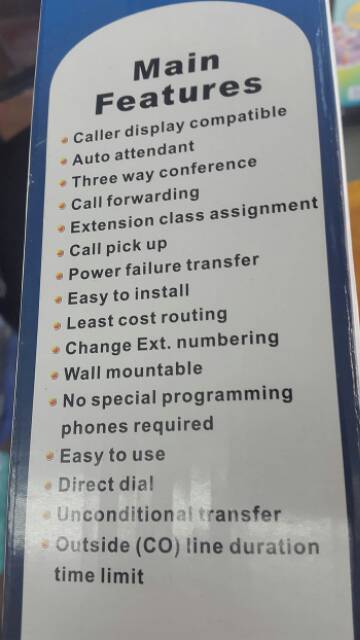 Main
Features
Caller display compatible
Auto attendant
Three way conference
Call forwarding
Extension class assignment
Call pick up
Power failure transfer
Easy to install
Least cost routing
Change Ext. numbering
Wall mountable
No special programming
phones required
Easy to use
Direct dial
Unconditional transfer
Outside (CO) line duration
time limit